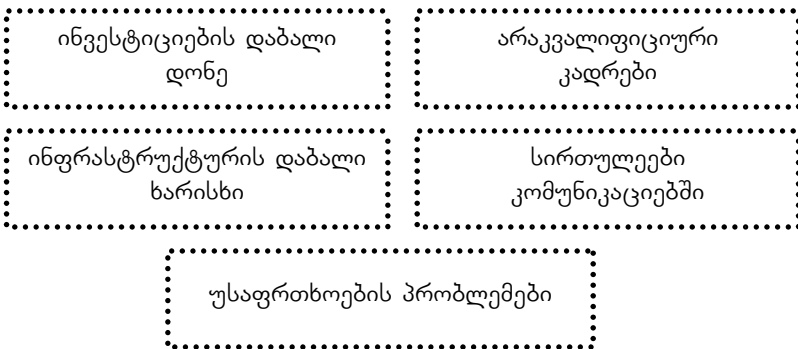 ინვესტიციების დაბალი
დონე
არაკვალიფიციური
კადრები
ინფრასტრუქტურის დაბალი
ხარისხი
სირთულეები
კომუნიკაციებში
უსაფრთხოების პრობლემები